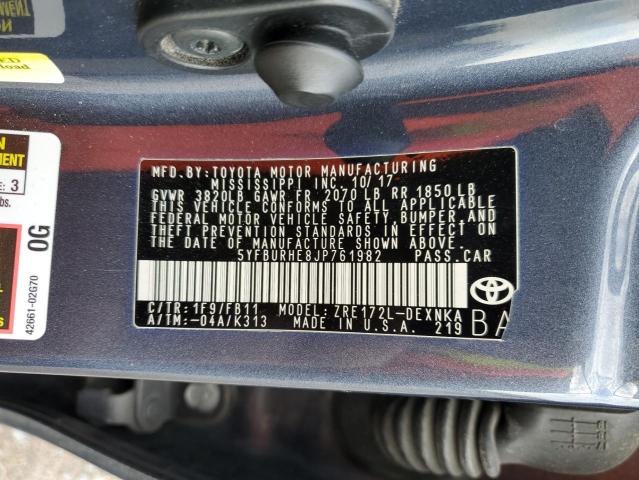 MFD.BY:TOYOTA MOTOR MANUFACTURING
MISSISSIPPI INC. 10/17
GVWR 3820LB GAWR FR 2070 LB RR 1850 LB
THIS VEHICLE CONFORMS TO ALL APPLICABLE
FEDERAL MOTOR VEHICLE SAFETY, BUMPER, AND
THEFT PREVENTION STANDARDS IN EFFECT ON
THE DATE OF MANUFACTURE SHOWN ABOVE.
5YFBURHE8JP761982 PASS.CAR
C/TR: 1F9/FB11 MODEL: ZRE172L-DEXNKA
A/TM: -04A/K313 MADE IN U.S.A. 219
BA
3
lbs.
0G
42661-02G70